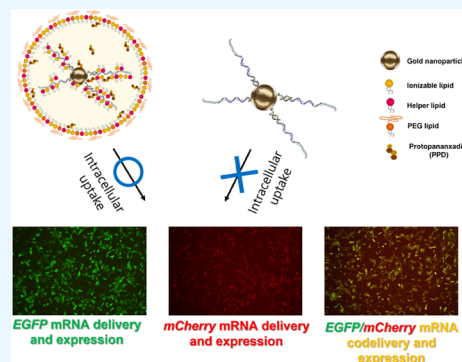 Gold nanoparticl
Ionizable lipid
Helper lipid
PEG lipid
Protopananxadi
(PPD)
Intracellular
uptake
Intracellular
uptake
EGFP mRNA delivery
and expression
mCherry mRNA delivery
and expression
EGFP/mCherry mRNA
codelivery and
expression